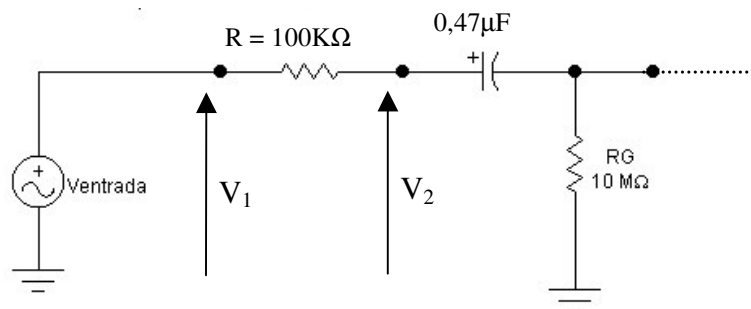 R = 100KΩ
0,47µF
+
+
Ventrada
V₁
V₂
RG
10 MΩ